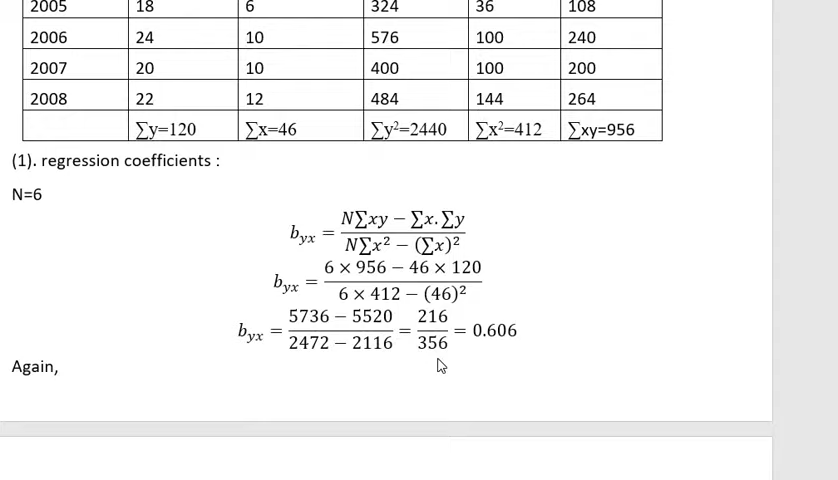 2005 18 6 324 36 108
2006 24 10 576 100 240
2007 20 10 400 100 200
2008 22 12 484 144 264
∑y=120 ∑x=46 ∑y²=2440 ∑x²=412 ∑xy=956
(1). regression coefficients :
N=6
b_yx = (N∑xy − ∑x.∑y) / (N∑x² − (∑x)²)
b_yx = (6 × 956 − 46 × 120) / (6 × 412 − (46)²)
b_yx = (5736 − 5520) / (2472 − 2116) = 216 / 356 = 0.606
Again,